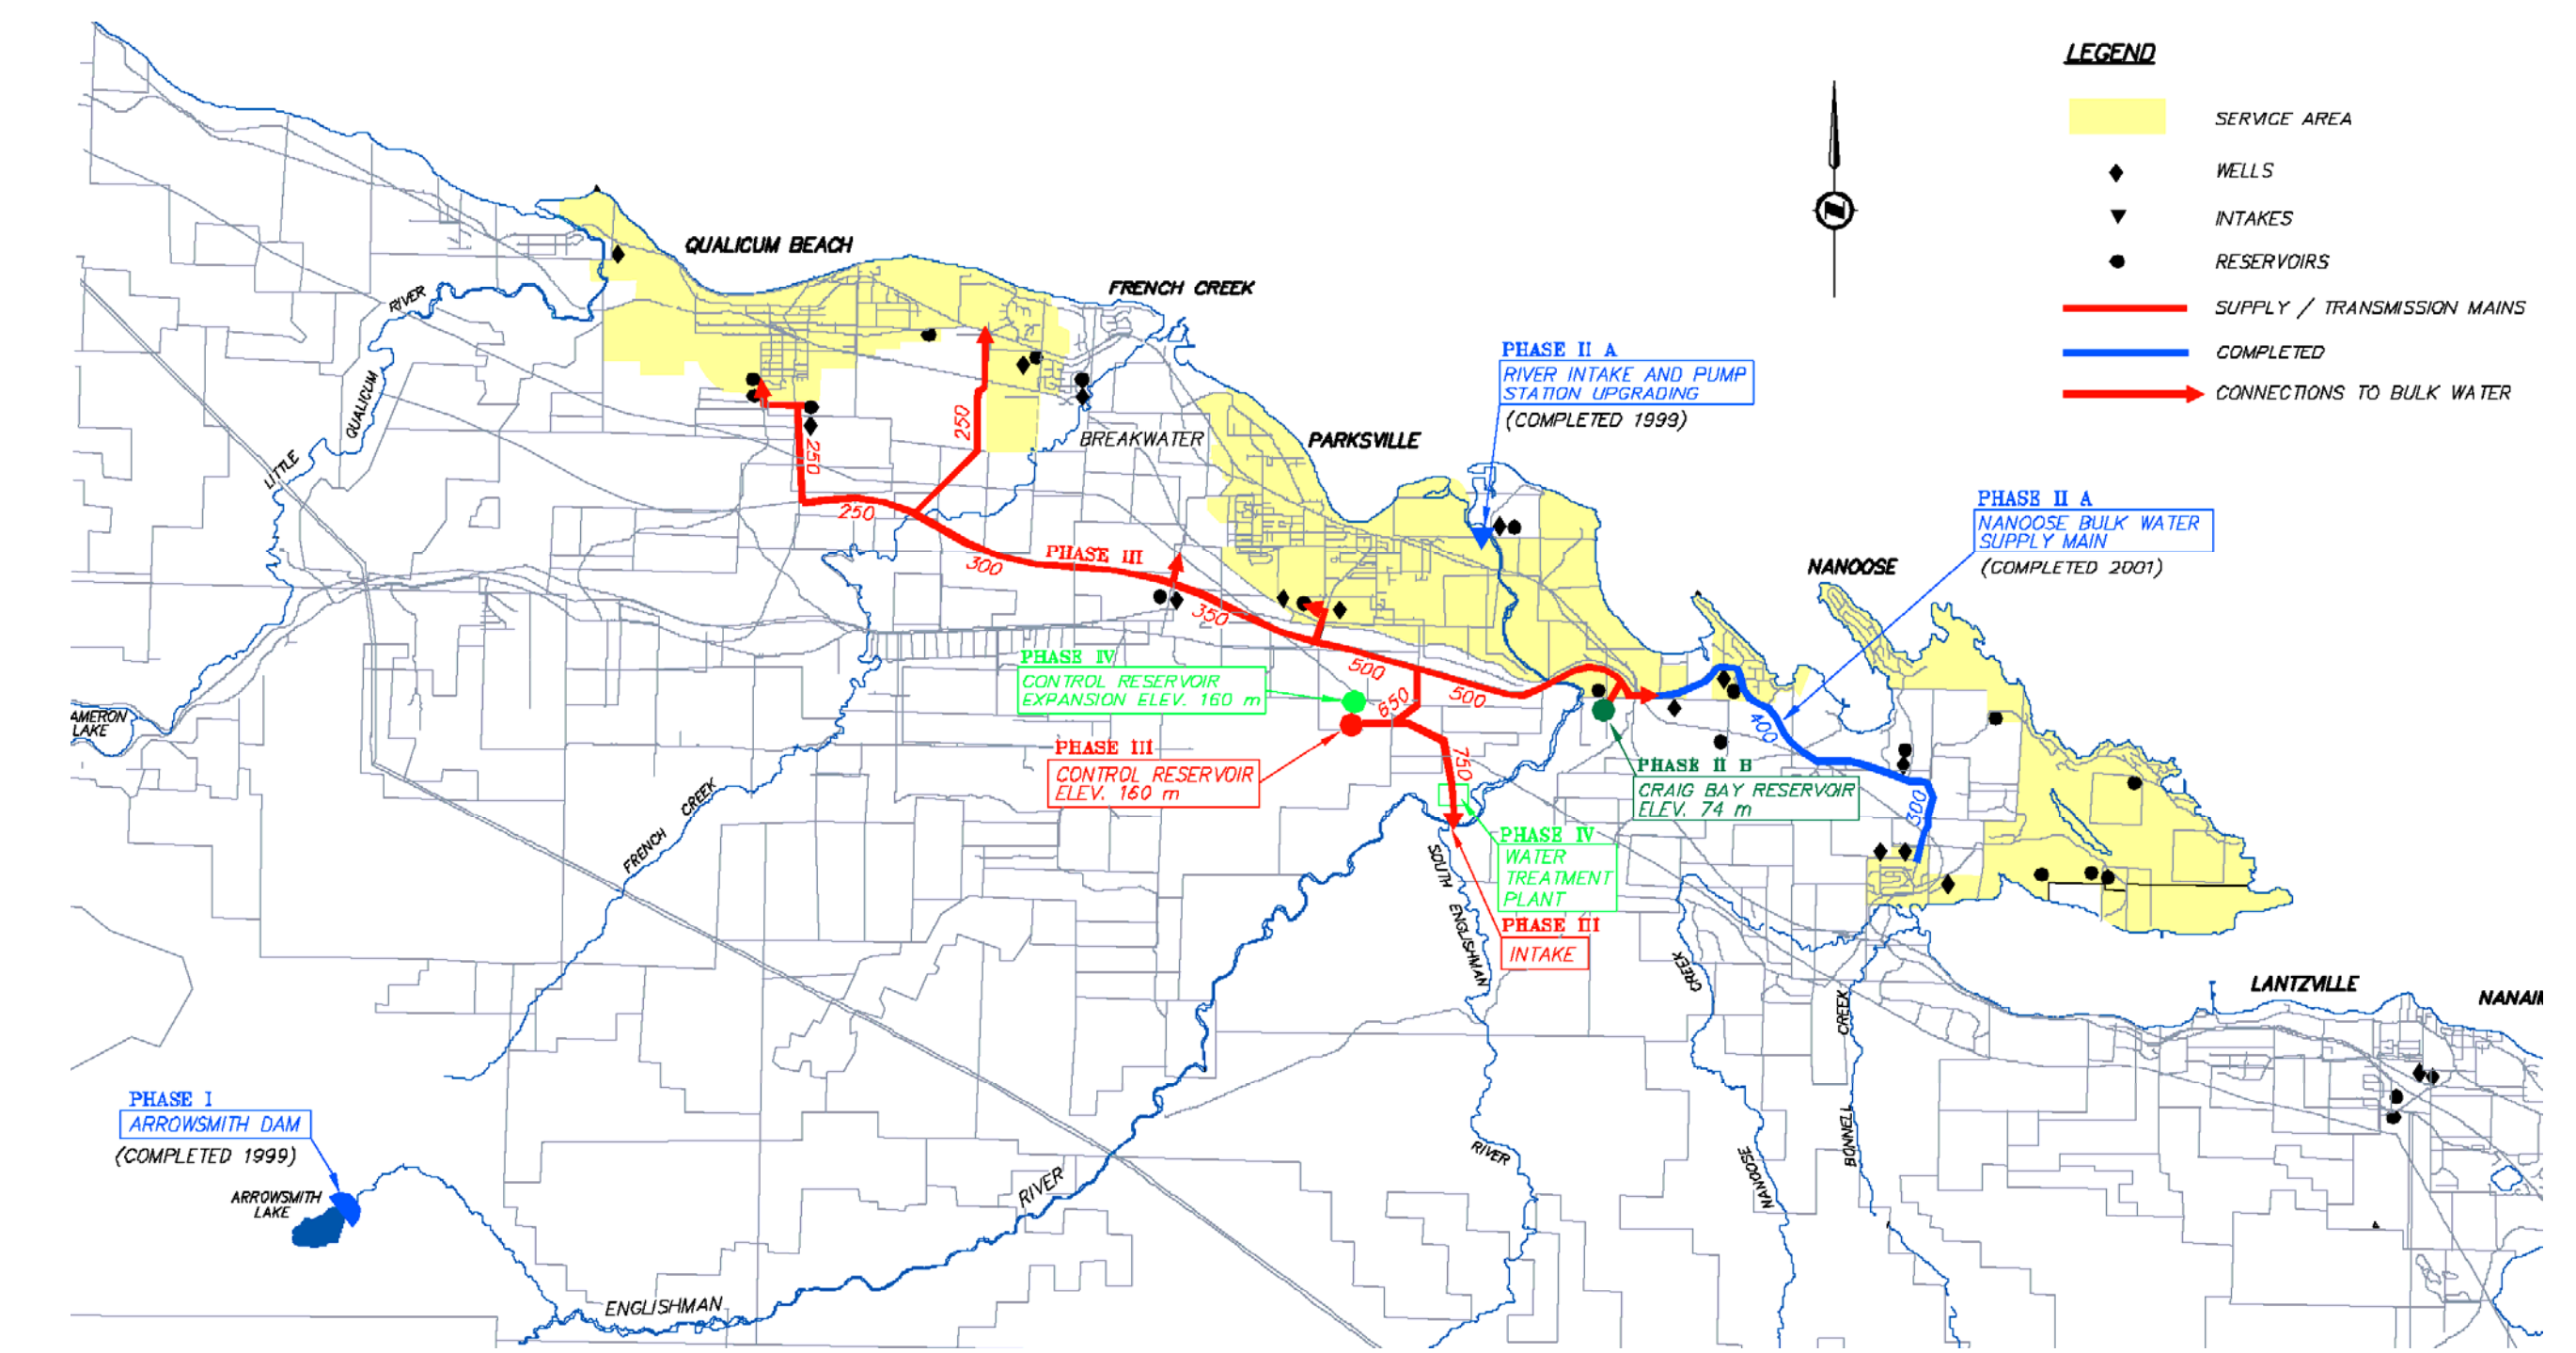 LEGEND
SERVICE AREA
WELLS
INTAKES
RESERVOIRS
SUPPLY / TRANSMISSION MAINS
COMPLETED
CONNECTIONS TO BULK WATER
N
QUALICUM BEACH
FRENCH CREEK
LITTLE
QUALICUM
RIVER
250
250
250
BREAKWATER
PARKSVILLE
PHASE II A
RIVER INTAKE AND PUMP
STATION UPGRADING
(COMPLETED 1999)
PHASE II A
NANOOSE BULK WATER
SUPPLY MAIN
(COMPLETED 2001)
NANOOSE
PHASE III
300
350
500
500
650
750
400
300
PHASE IV
CONTROL RESERVOIR
EXPANSION ELEV. 160 m
PHASE III
CONTROL RESERVOIR
ELEV. 160 m
PHASE II B
CRAIG BAY RESERVOIR
ELEV. 74 m
PHASE IV
WATER
TREATMENT
PLANT
PHASE III
INTAKE
AMERON
LAKE
FRENCH CREEK
SOUTH ENGLISHMAN
RIVER
CREEK
NANOOSE
CREEK
BONNELL
LANTZVILLE
NANAI
PHASE I
ARROWSMITH DAM
(COMPLETED 1999)
ARROWSMITH
LAKE
RIVER
ENGLISHMAN